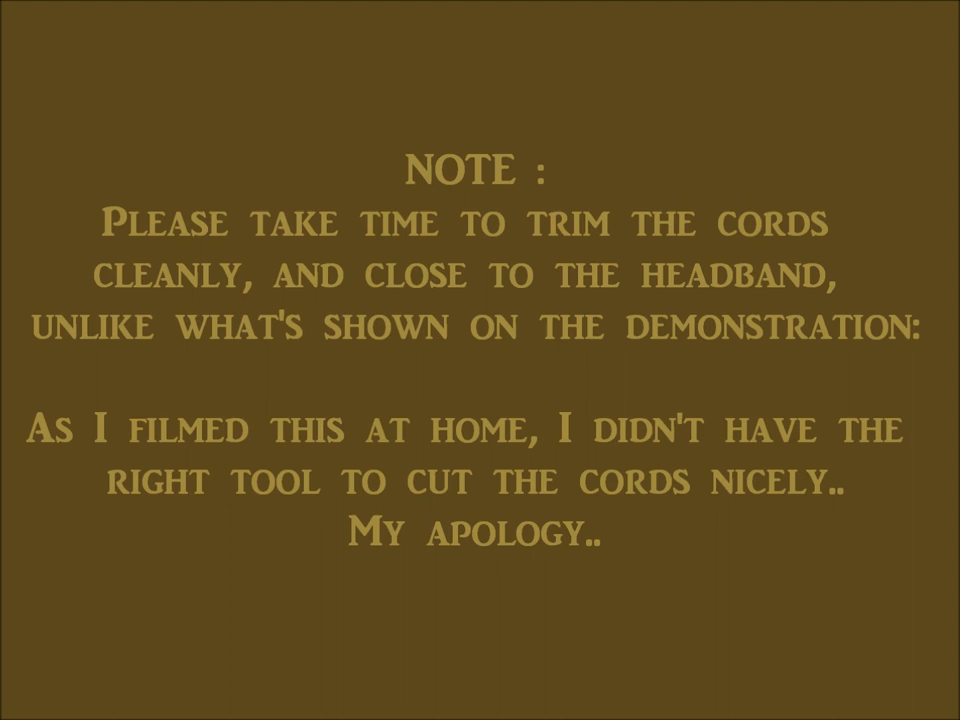 NOTE :
Please take time to trim the cords
cleanly, and close to the headband,
unlike what's shown on the demonstration:
As I filmed this at home, I didn't have the
right tool to cut the cords nicely..
My apology..